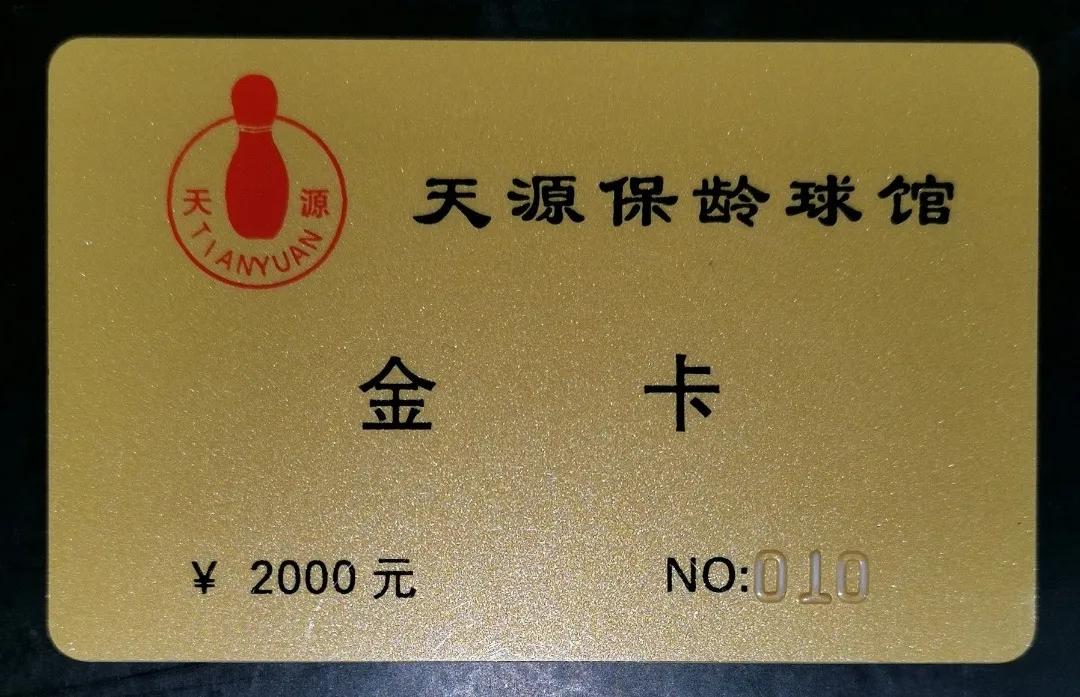 天 源
TIANYUAN
天源保龄球馆
金 卡
¥ 2000 元
NO:010